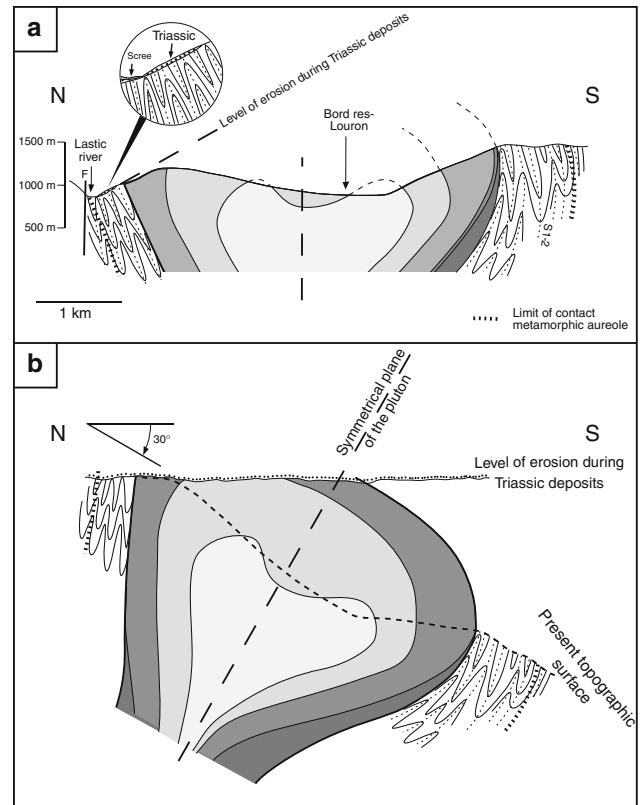 a
Scree
Triassic
Level of erosion during Triassic deposits
N
S
Bord res-
Louron
1500 m
1000 m
500 m
Lastic
river
F
S1-2
1 km
Limit of contact
metamorphic aureole
b
N
30°
Symmetrical plane
of the pluton
S
Level of erosion during
Triassic deposits
Present topographic
surface